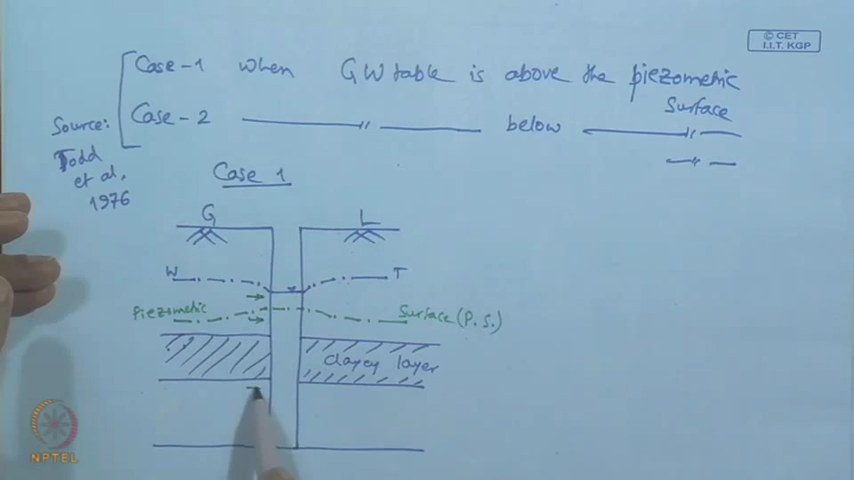 © CET
I.I.T. KGP
Case-1 when GW table is above the piezometric Surface
Case-2 —〃— below —〃—
—〃—
Source:
Todd et al,
1976
Case 1
G L
W T
Piezometric Surface (P.S.)
clayey layer
NPTEL